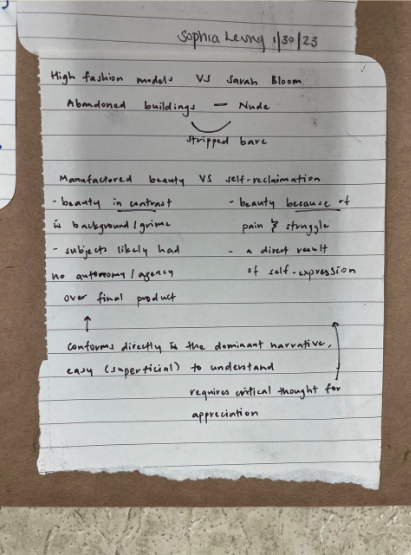 Sophia Leung 1/30/23
High fashion models VS Sarah Bloom
Abandoned buildings — Nude
stripped bare
Manufactored beauty VS self-reclaimation
- beauty in contrast
to background/grime
- subjects likely had
no autonomy/agency
over final product
- beauty because of
pain & struggle
- a direct result
of self-expression
conforms directly to the dominant narrative,
easy (superficial) to understand
requires critical thought for
appreciation